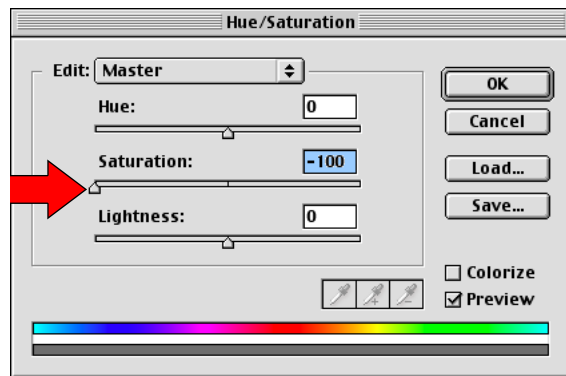 Hue/Saturation
Edit: Master
Hue: 0
Saturation: -100
Lightness: 0
OK
Cancel
Load...
Save...
Colorize
Preview